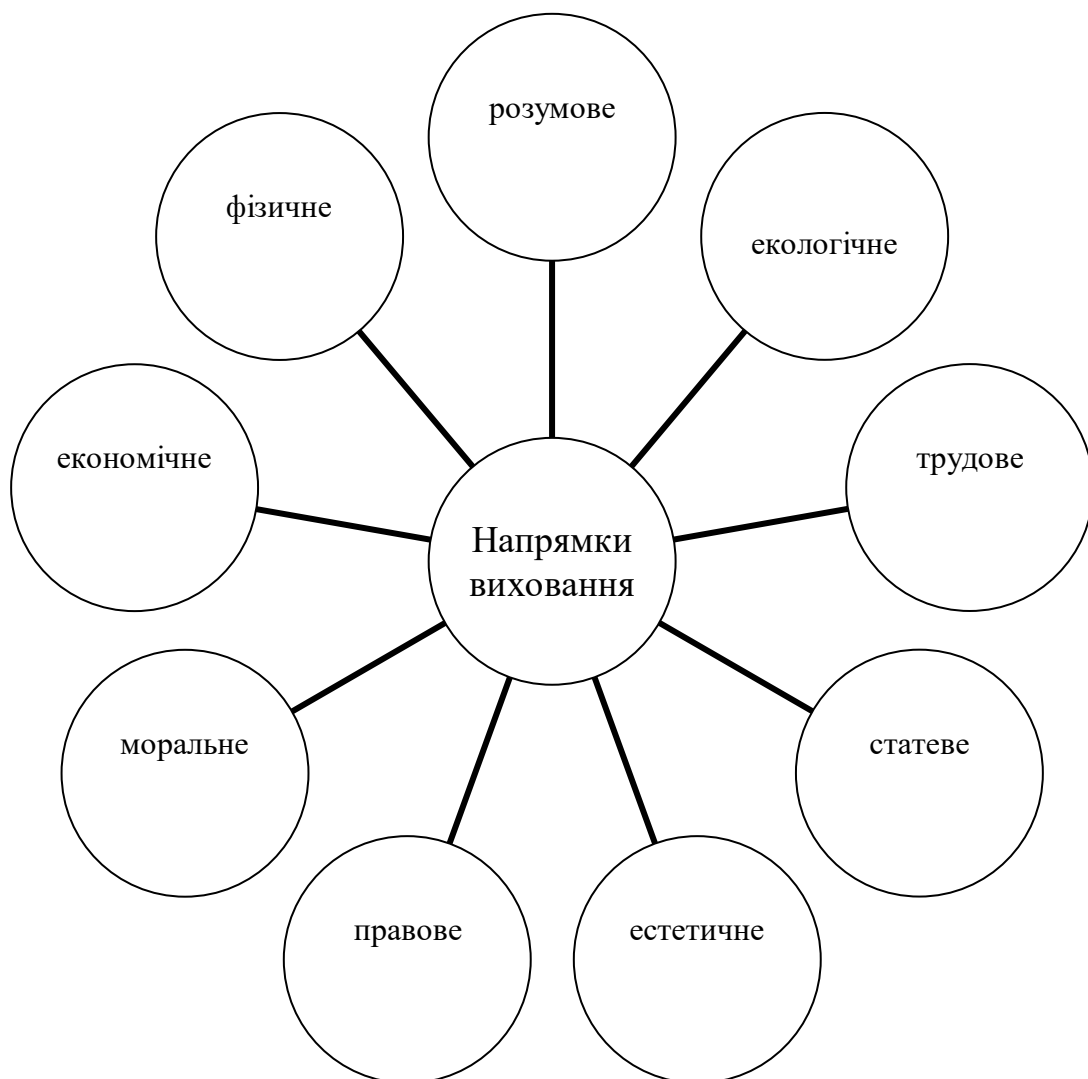 розумове
фізичне
екологічне
економічне
трудове
Напрямки
виховання
моральне
статеве
правове
естетичне